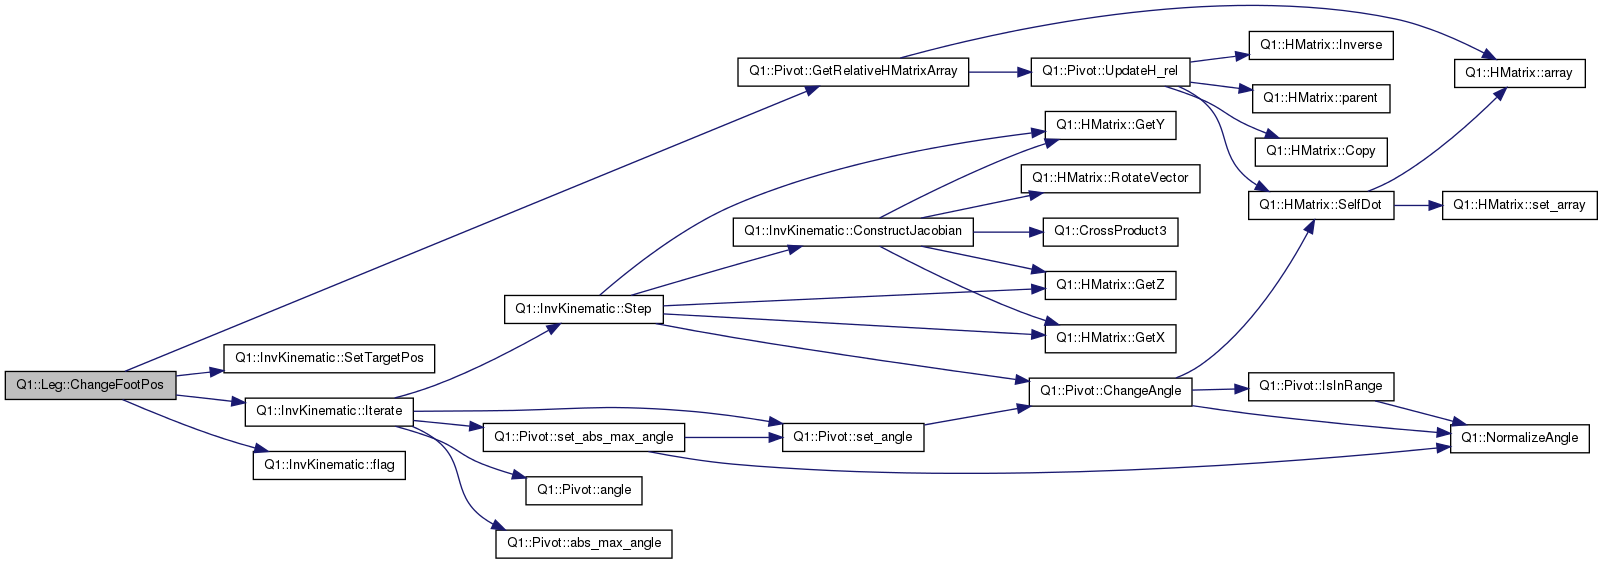 Q1::HMatrix::Inverse
Q1::Pivot::GetRelativeHMatrixArray
Q1::Pivot::UpdateH_rel
Q1::HMatrix::array
Q1::HMatrix::parent
Q1::HMatrix::GetY
Q1::HMatrix::Copy
Q1::HMatrix::RotateVector
Q1::HMatrix::SelfDot
Q1::HMatrix::set_array
Q1::InvKinematic::ConstructJacobian
Q1::CrossProduct3
Q1::HMatrix::GetZ
Q1::InvKinematic::Step
Q1::HMatrix::GetX
Q1::InvKinematic::SetTargetPos
Q1::Leg::ChangeFootPos
Q1::Pivot::ChangeAngle
Q1::Pivot::IsInRange
Q1::InvKinematic::Iterate
Q1::Pivot::set_abs_max_angle
Q1::Pivot::set_angle
Q1::NormalizeAngle
Q1::InvKinematic::flag
Q1::Pivot::angle
Q1::Pivot::abs_max_angle